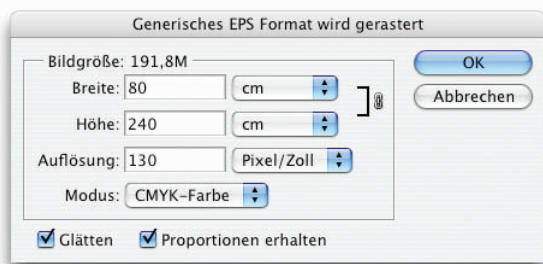 Generisches EPS Format wird gerastert
Bildgröße: 191,8M
Breite: 80 cm
Höhe: 240 cm
Auflösung: 130 Pixel/Zoll
Modus: CMYK-Farbe
Glätten Proportionen erhalten
OK
Abbrechen